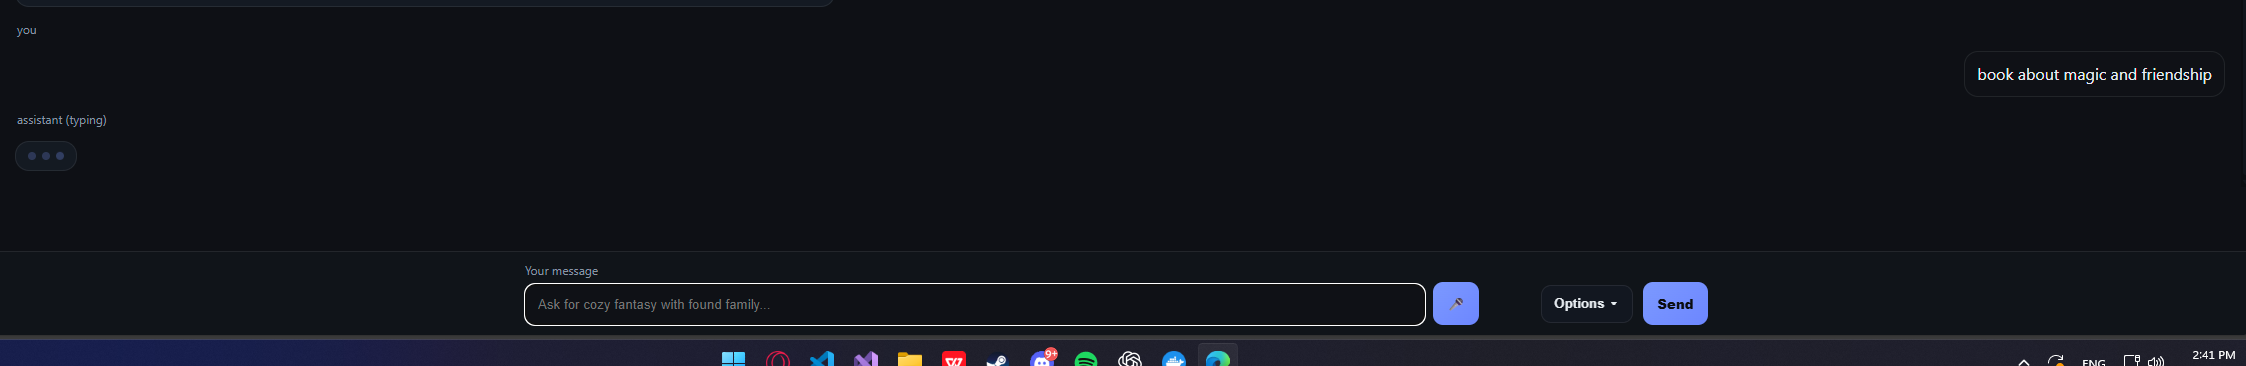 you
book about magic and friendship
assistant (typing)
Your message
Ask for cozy fantasy with found family...
Options
Send
9+
ENG
2:41 PM